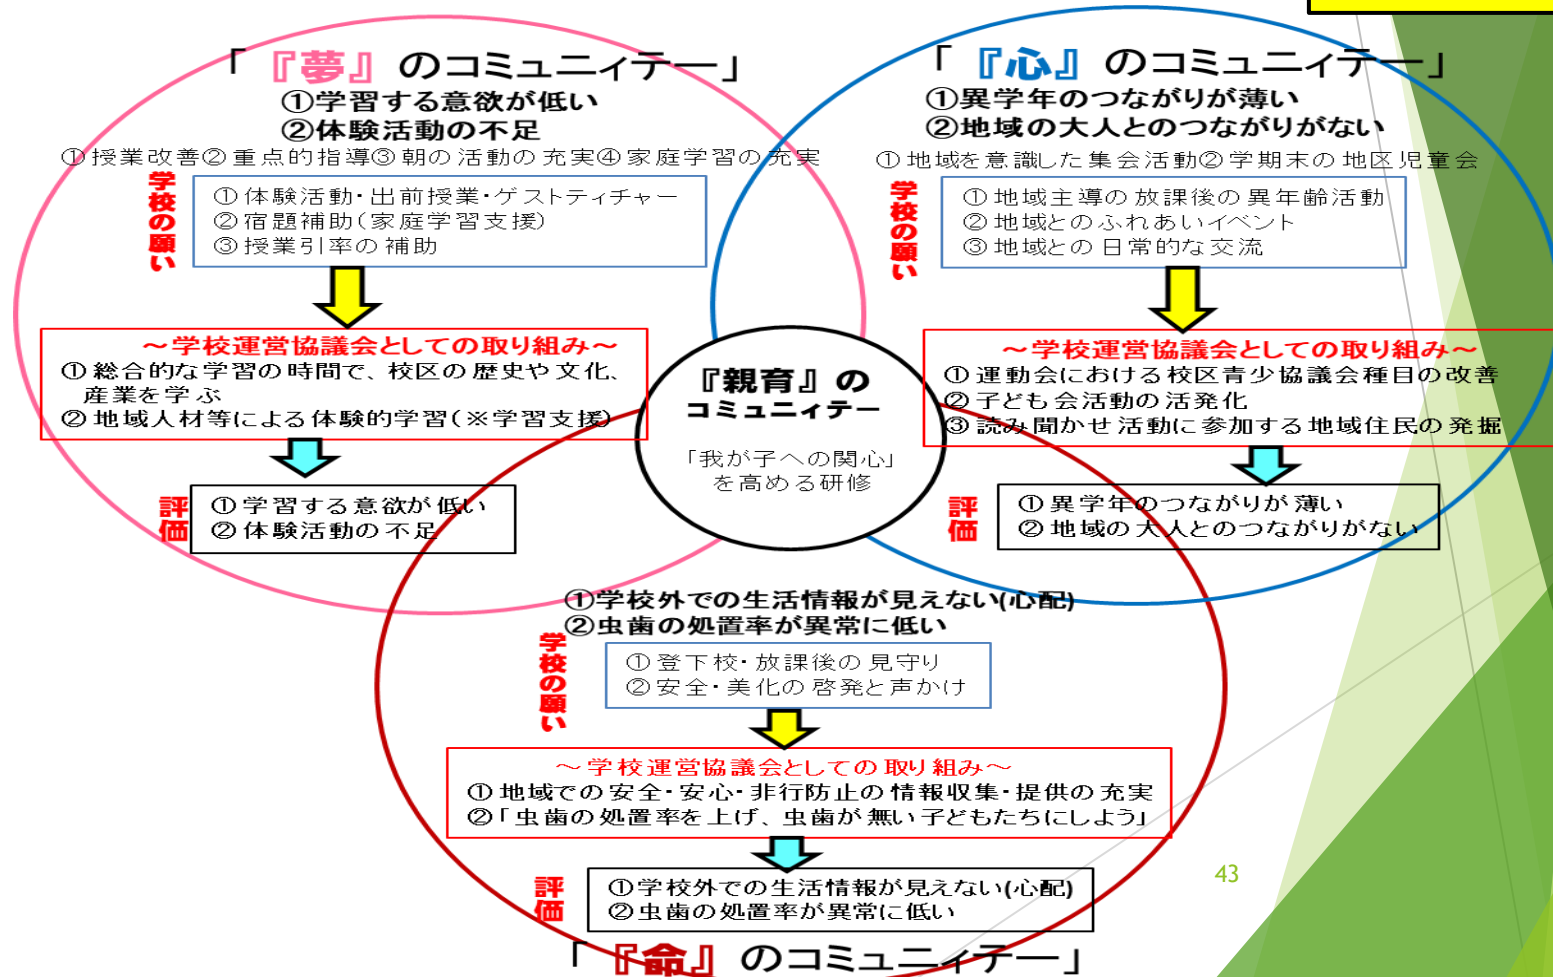 「『夢』のコミュニィテー」
①学習する意欲が低い
②体験活動の不足
①授業改善②重点的指導③朝の活動の充実④家庭学習の充実
学校の願い
①体験活動・出前授業・ゲストティチャー
②宿題補助(家庭学習支援)
③授業引率の補助
～学校運営協議会としての取り組み～
①総合的な学習の時間で、校区の歴史や文化、
産業を学ぶ
②地域人材等による体験的学習(※学習支援)
評価
①学習する意欲が低い
②体験活動の不足
「『心』のコミュニィテー」
①異学年のつながりが薄い
②地域の大人とのつながりがない
①地域を意識した集会活動②学期末の地区児童会
学校の願い
①地域主導の放課後の異年齢活動
②地域とのふれあいイベント
③地域との日常的な交流
～学校運営協議会としての取り組み～
①運動会における校区青少協議会種目の改善
②子ども会活動の活発化
③読み聞かせ活動に参加する地域住民の発掘
評価
①異学年のつながりが薄い
②地域の大人とのつながりがない
『親育』の
コミュニィテー
「我が子への関心」
を高める研修
①学校外での生活情報が見えない(心配)
②虫歯の処置率が異常に低い
学校の願い
①登下校・放課後の見守り
②安全・美化の啓発と声かけ
～学校運営協議会としての取り組み～
①地域での安全・安心・非行防止の情報収集・提供の充実
②「虫歯の処置率を上げ、虫歯が無い子どもたちにしよう」
評価
①学校外での生活情報が見えない(心配)
②虫歯の処置率が異常に低い
「『命』のコミュニィテー」
43